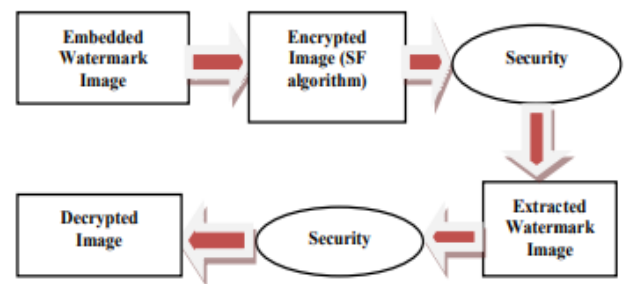 Embedded
Watermark
Image
Encrypted
Image (SF
algorithm)
Security
Extracted
Watermark
Image
Security
Decrypted
Image